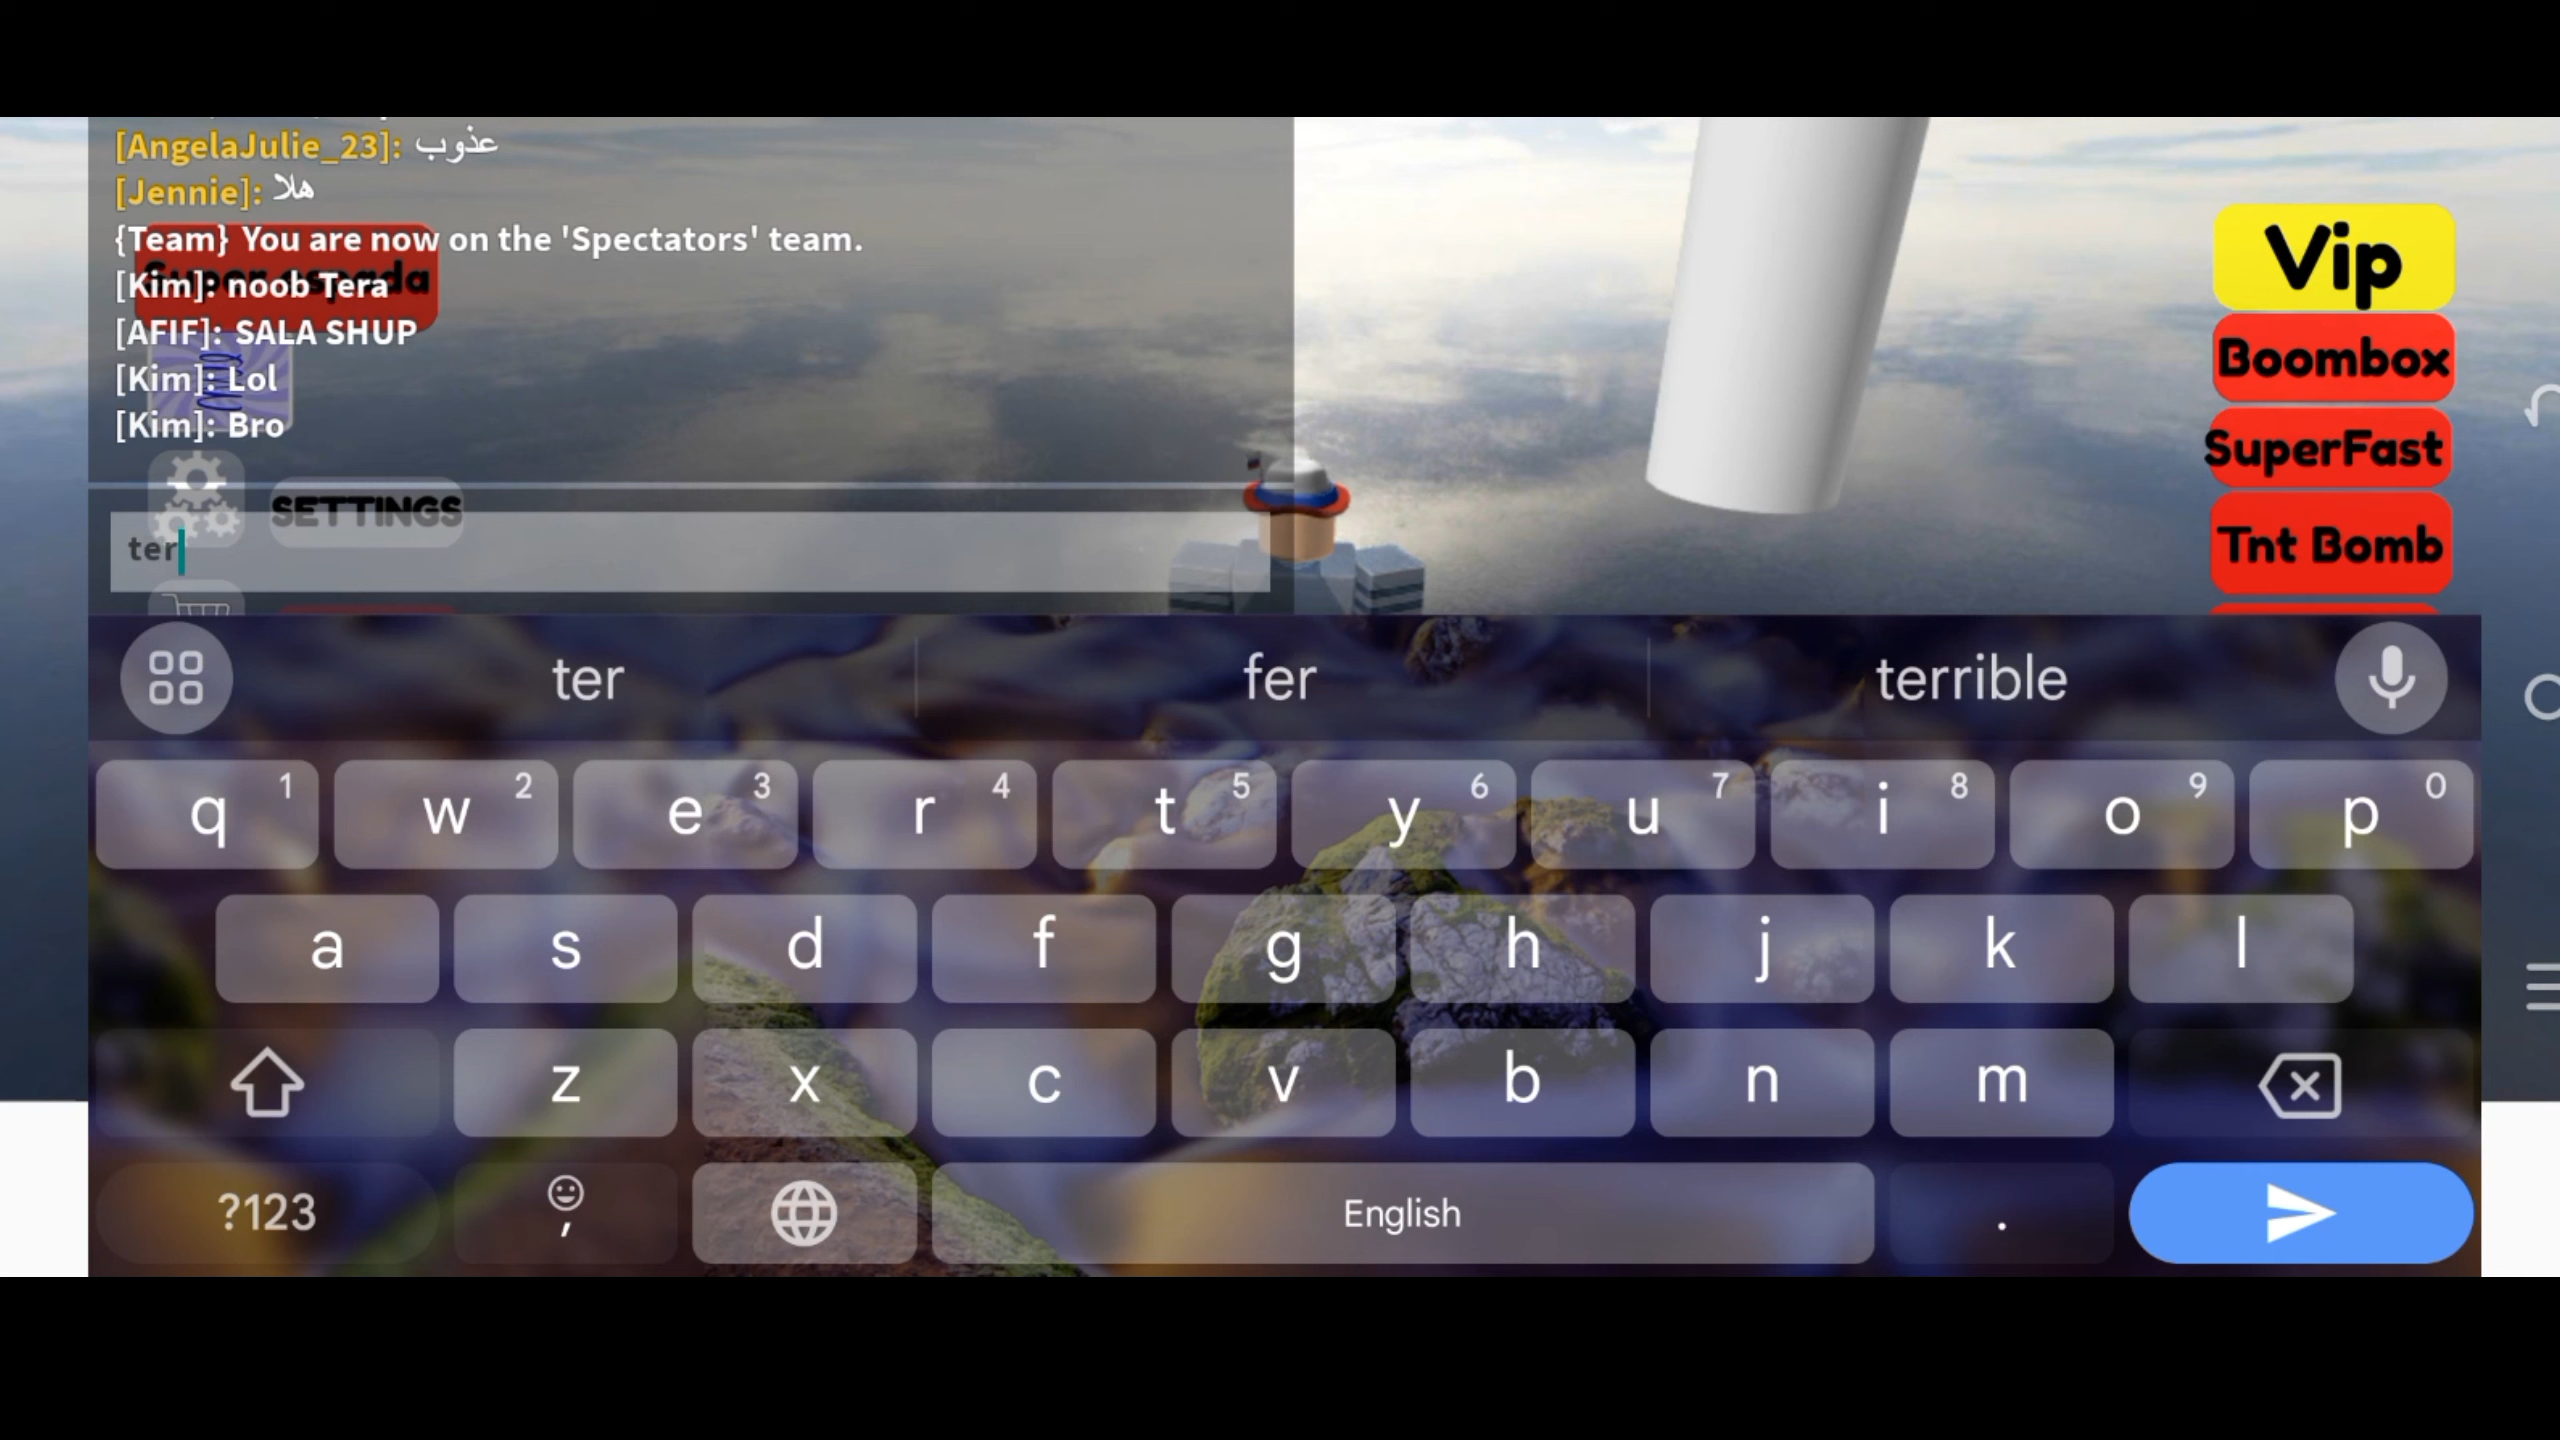 [AngelaJulie_23]: عذوب
[Jennie]: هلا
{Team} You are now on the 'Spectators' team.
Super espada
[Kim]: noob Tera
[AFIF]: SALA SHUP
[Kim]: Lol
[Kim]: Bro
SETTINGS
ter
Vip
Boombox
SuperFast
Tnt Bomb
ter fer terrible
q 1 w 2 e 3 r 4 t 5 y 6 u 7 i 8 o 9 p 0
a s d f g h j k l
z x c v b n m
?123 , English .